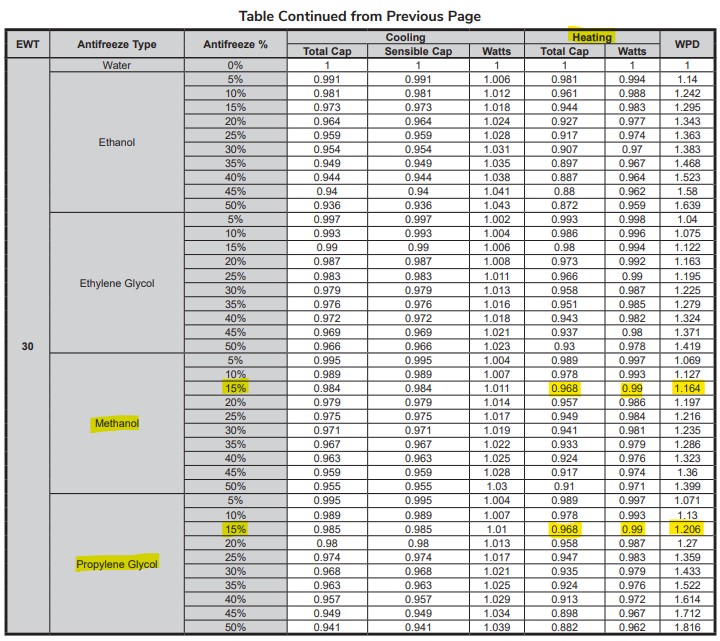 Table Continued from Previous Page
EWT Antifreeze Type Antifreeze % Cooling Heating WPD
Total Cap Sensible Cap Watts Total Cap Watts
Water 0% 1 1 1 1 1 1
5% 0.991 0.991 1.006 0.981 0.994 1.14
10% 0.981 0.981 1.012 0.961 0.988 1.242
15% 0.973 0.973 1.018 0.944 0.983 1.295
20% 0.964 0.964 1.024 0.927 0.977 1.343
25% 0.959 0.959 1.028 0.917 0.974 1.363
Ethanol
30% 0.954 0.954 1.031 0.907 0.97 1.383
35% 0.949 0.949 1.035 0.897 0.967 1.468
40% 0.944 0.944 1.038 0.887 0.964 1.523
45% 0.94 0.94 1.041 0.88 0.962 1.58
50% 0.936 0.936 1.043 0.872 0.959 1.639
5% 0.997 0.997 1.002 0.993 0.998 1.04
10% 0.993 0.993 1.004 0.986 0.996 1.075
15% 0.99 0.99 1.006 0.98 0.994 1.122
20% 0.987 0.987 1.008 0.973 0.992 1.163
25% 0.983 0.983 1.011 0.966 0.99 1.195
Ethylene Glycol
30% 0.979 0.979 1.013 0.958 0.987 1.225
35% 0.976 0.976 1.016 0.951 0.985 1.279
40% 0.972 0.972 1.018 0.943 0.982 1.324
45% 0.969 0.969 1.021 0.937 0.98 1.371
30
50% 0.966 0.966 1.023 0.93 0.978 1.419
5% 0.995 0.995 1.004 0.989 0.997 1.069
10% 0.989 0.989 1.007 0.978 0.993 1.127
15% 0.984 0.984 1.011 0.968 0.99 1.164
20% 0.979 0.979 1.014 0.957 0.986 1.197
25% 0.975 0.975 1.017 0.949 0.984 1.216
Methanol
30% 0.971 0.971 1.019 0.941 0.981 1.235
35% 0.967 0.967 1.022 0.933 0.979 1.286
40% 0.963 0.963 1.025 0.924 0.976 1.323
45% 0.959 0.959 1.028 0.917 0.974 1.36
50% 0.955 0.955 1.03 0.91 0.971 1.399
5% 0.995 0.995 1.004 0.989 0.997 1.071
10% 0.989 0.989 1.007 0.978 0.993 1.13
15% 0.985 0.985 1.01 0.968 0.99 1.206
20% 0.98 0.98 1.013 0.958 0.987 1.27
25% 0.974 0.974 1.017 0.947 0.983 1.359
Propylene Glycol
30% 0.968 0.968 1.021 0.935 0.979 1.433
35% 0.963 0.963 1.025 0.924 0.976 1.522
40% 0.957 0.957 1.029 0.913 0.972 1.614
45% 0.949 0.949 1.034 0.898 0.967 1.712
50% 0.941 0.941 1.039 0.882 0.962 1.816